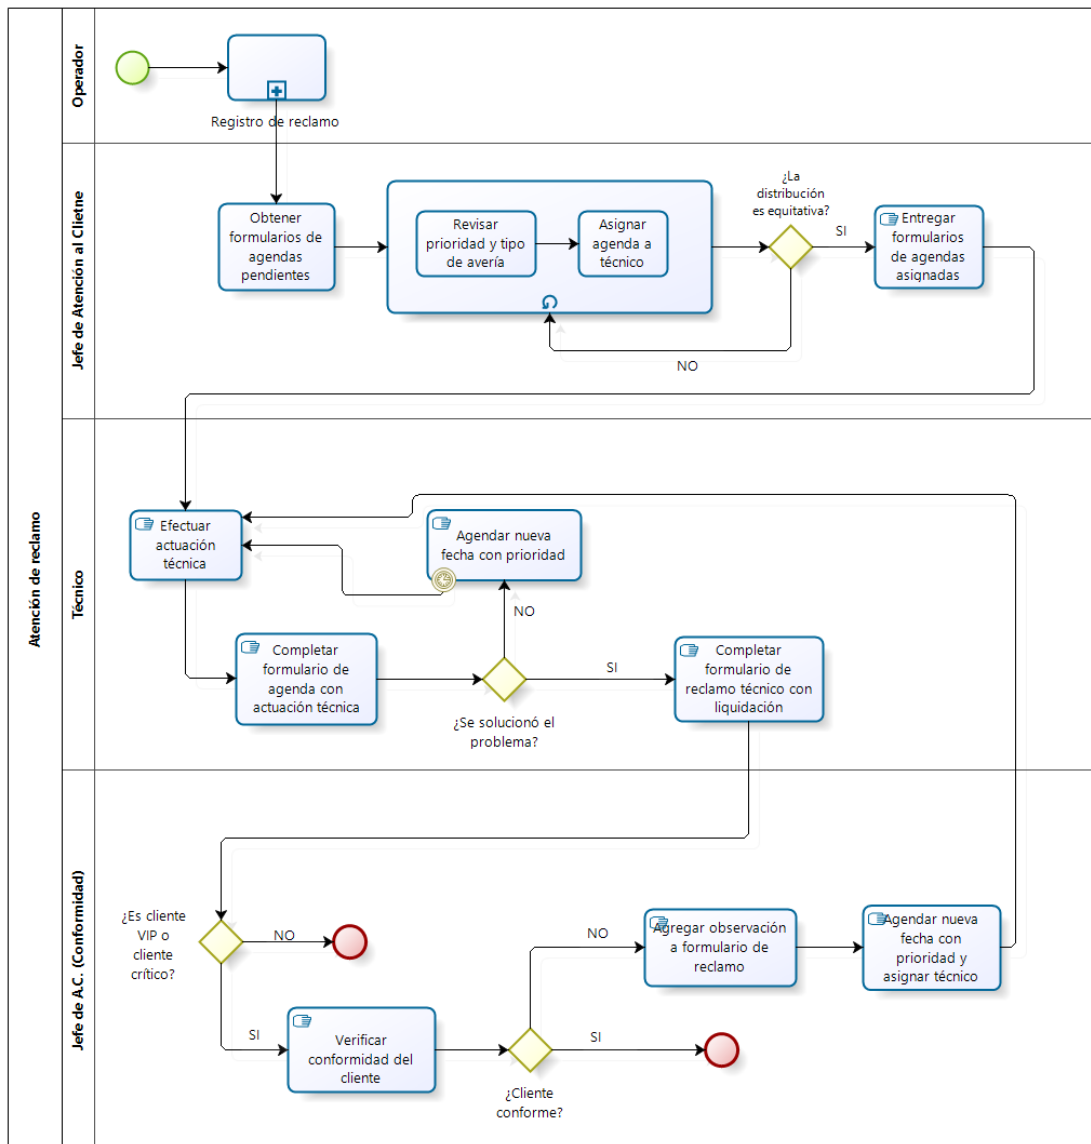 Atención de reclamo
Operador
Registro de reclamo
Jefe de Atención al Clietne
Obtener
formularios de
agendas
pendientes
Revisar
prioridad y tipo
de avería
Asignar
agenda a
técnico
¿La
distribución
es equitativa?
SI
NO
Entregar
formularios
de agendas
asignadas
Técnico
Efectuar
actuación
técnica
Agendar nueva
fecha con prioridad
NO
Completar
formulario de
agenda con
actuación técnica
¿Se solucionó el
problema?
SI
Completar
formulario de
reclamo técnico con
liquidación
Jefe de A.C. (Conformidad)
¿Es cliente
VIP o
cliente
crítico?
NO
SI
Verificar
conformidad del
cliente
¿Cliente
conforme?
NO
SI
Agregar observación
a formulario de
reclamo
Agendar nueva
fecha con
prioridad y
asignar técnico